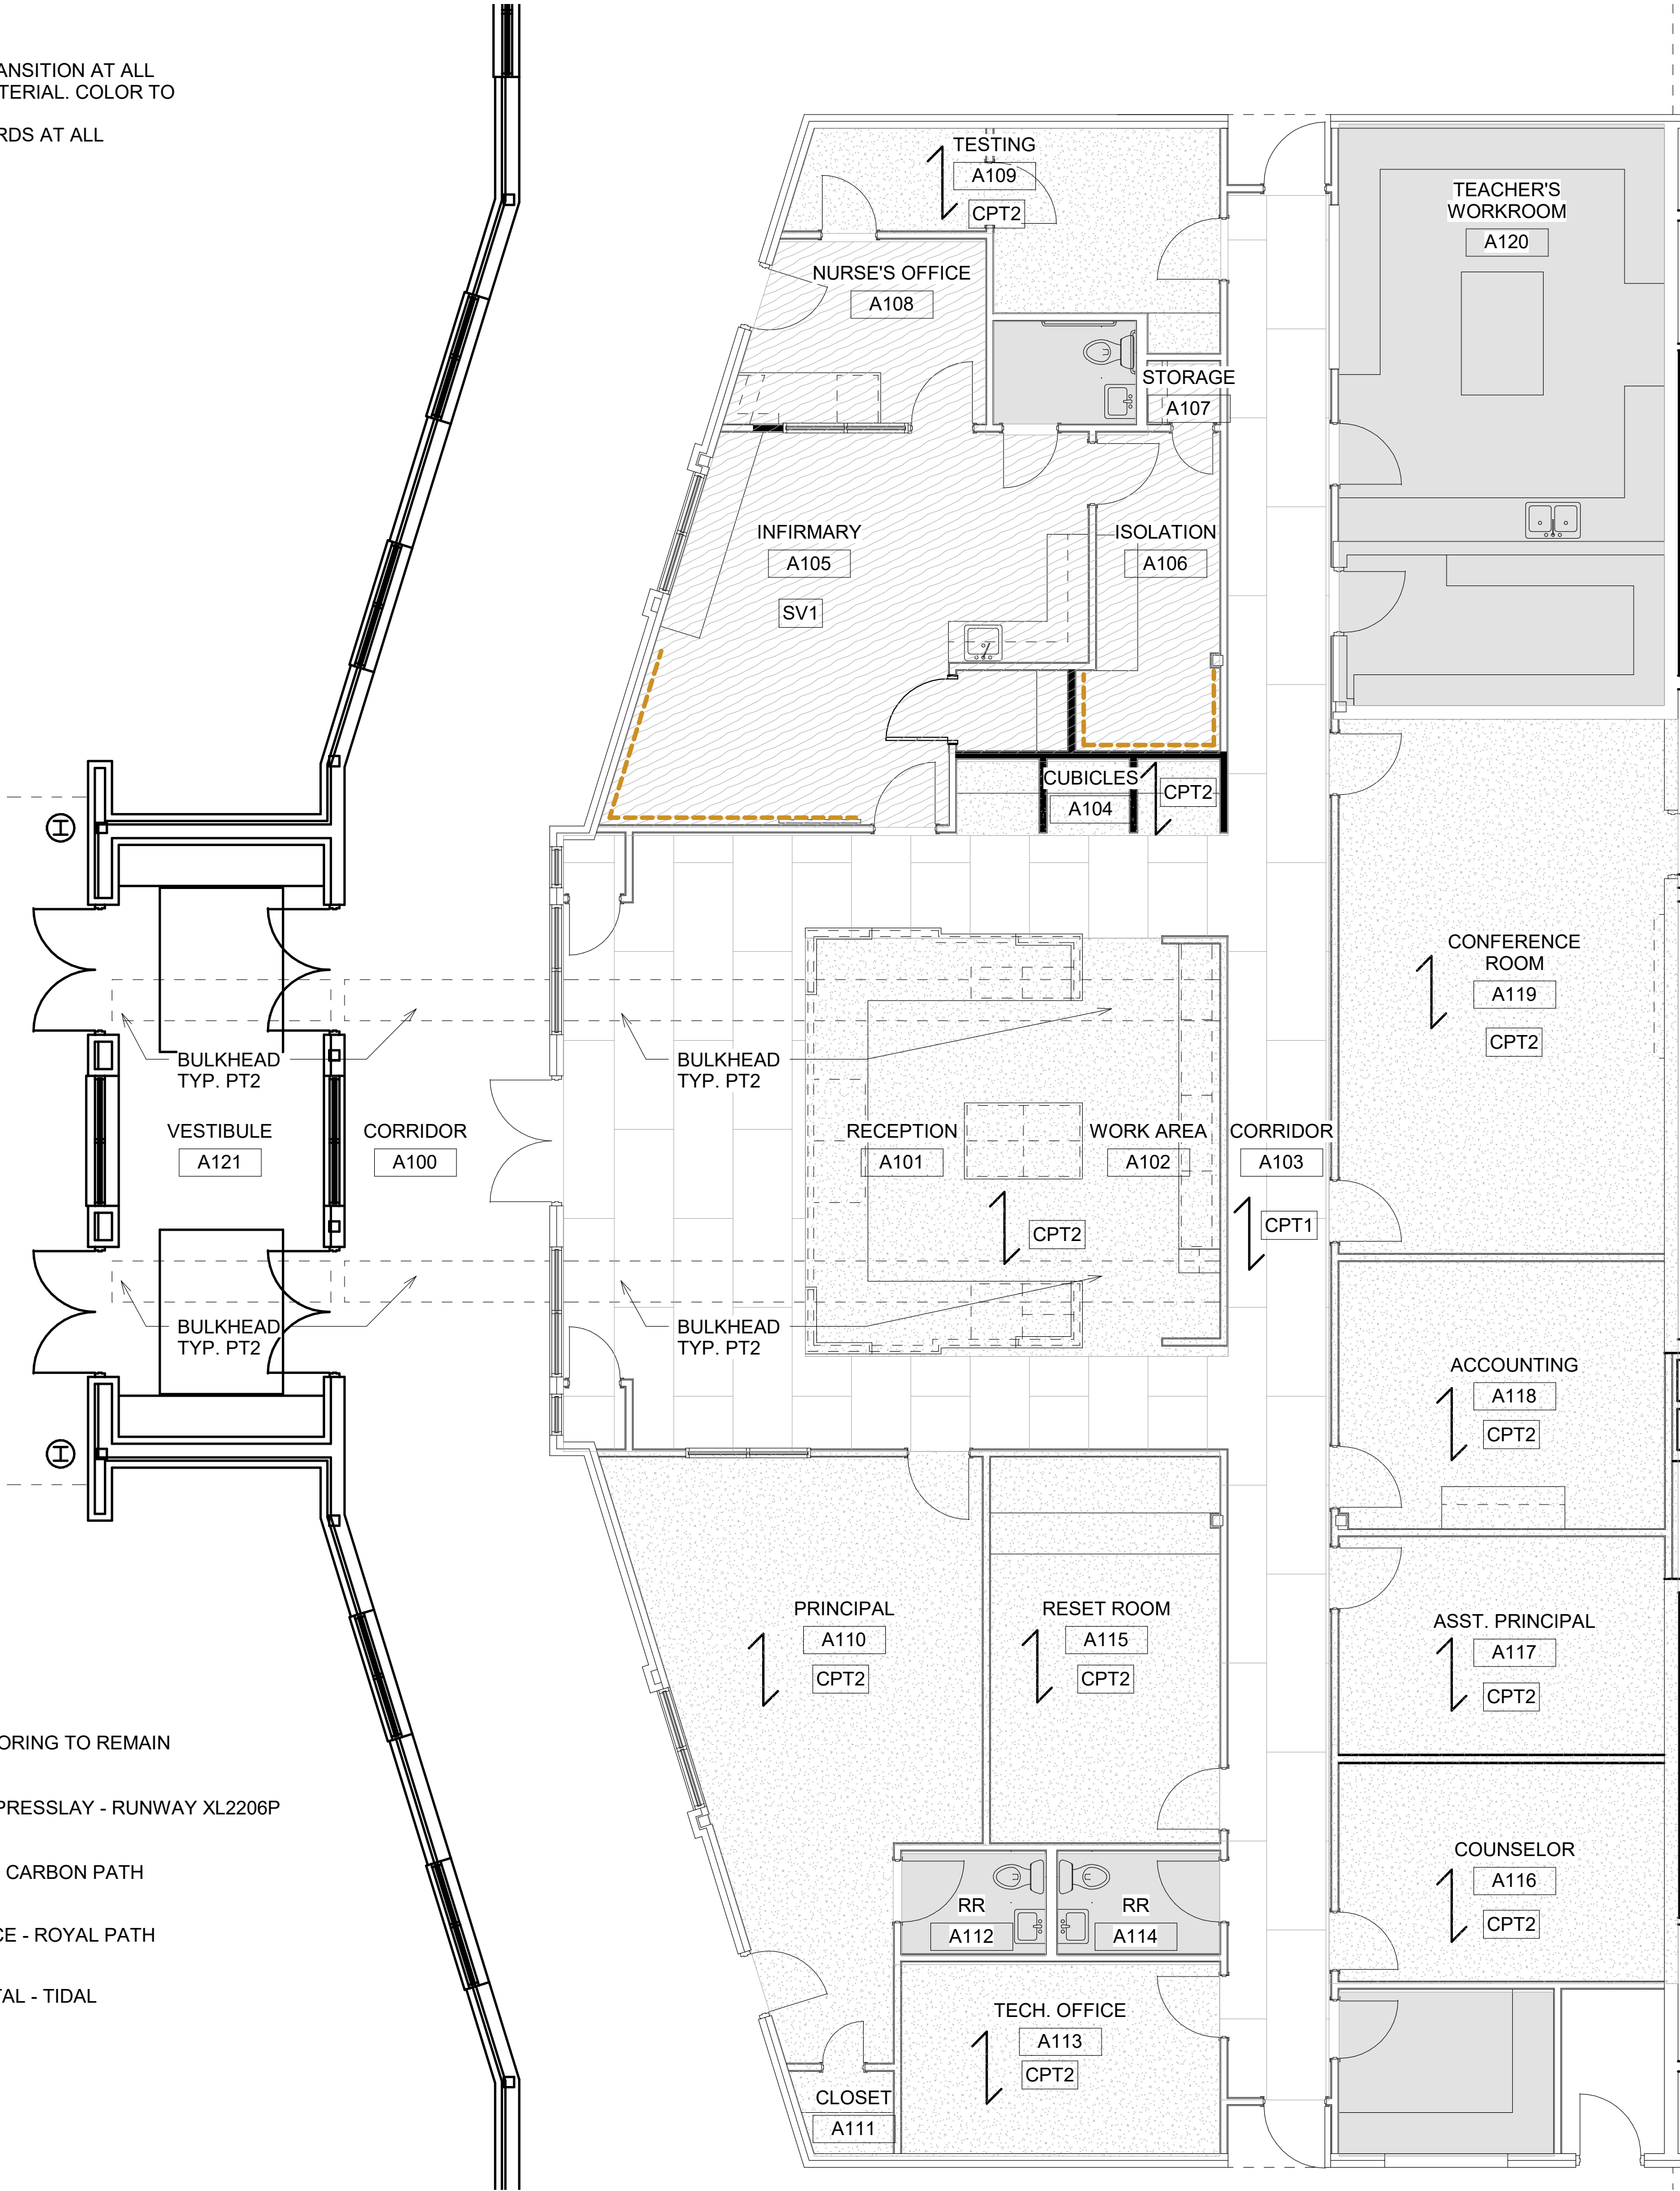 ANSITION AT ALL
TERIAL. COLOR TO
RDS AT ALL
TESTING
A109
CPT2
TEACHER'S
WORKROOM
A120
NURSE'S OFFICE
A108
STORAGE
A107
INFIRMARY
A105
SV1
ISOLATION
A106
CUBICLES
A104
CPT2
CONFERENCE
ROOM
A119
CPT2
BULKHEAD
TYP. PT2
BULKHEAD
TYP. PT2
VESTIBULE
A121
CORRIDOR
A100
RECEPTION
A101
WORK AREA
A102
CORRIDOR
A103
CPT2
CPT1
BULKHEAD
TYP. PT2
BULKHEAD
TYP. PT2
ACCOUNTING
A118
CPT2
PRINCIPAL
A110
CPT2
RESET ROOM
A115
CPT2
ASST. PRINCIPAL
A117
CPT2
ORING TO REMAIN
PRESSLAY - RUNWAY XL2206P
CARBON PATH
CE - ROYAL PATH
TAL - TIDAL
COUNSELOR
A116
CPT2
RR
A112
RR
A114
TECH. OFFICE
A113
CPT2
CLOSET
A111